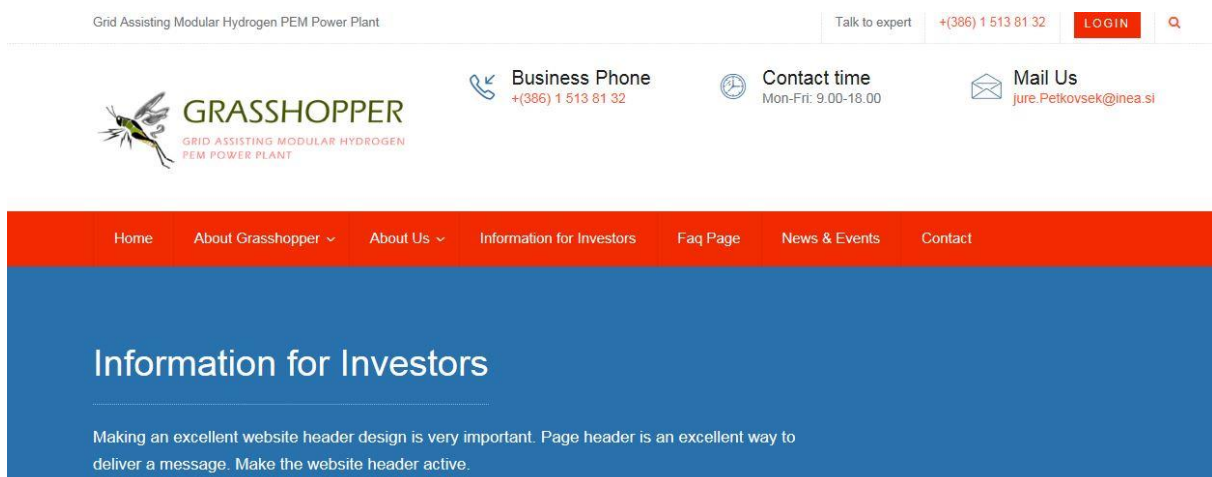 Grid Assisting Modular Hydrogen PEM Power Plant
Talk to expert
+(386) 1 513 81 32
LOGIN
GRASSHOPPER
GRID ASSISTING MODULAR HYDROGEN
PEM POWER PLANT
Business Phone
+(386) 1 513 81 32
Contact time
Mon-Fri: 9.00-18.00
Mail Us
jure.Petkovsek@inea.si
Home
About Grasshopper
About Us
Information for Investors
Faq Page
News & Events
Contact
Information for Investors
Making an excellent website header design is very important. Page header is an excellent way to
deliver a message. Make the website header active.